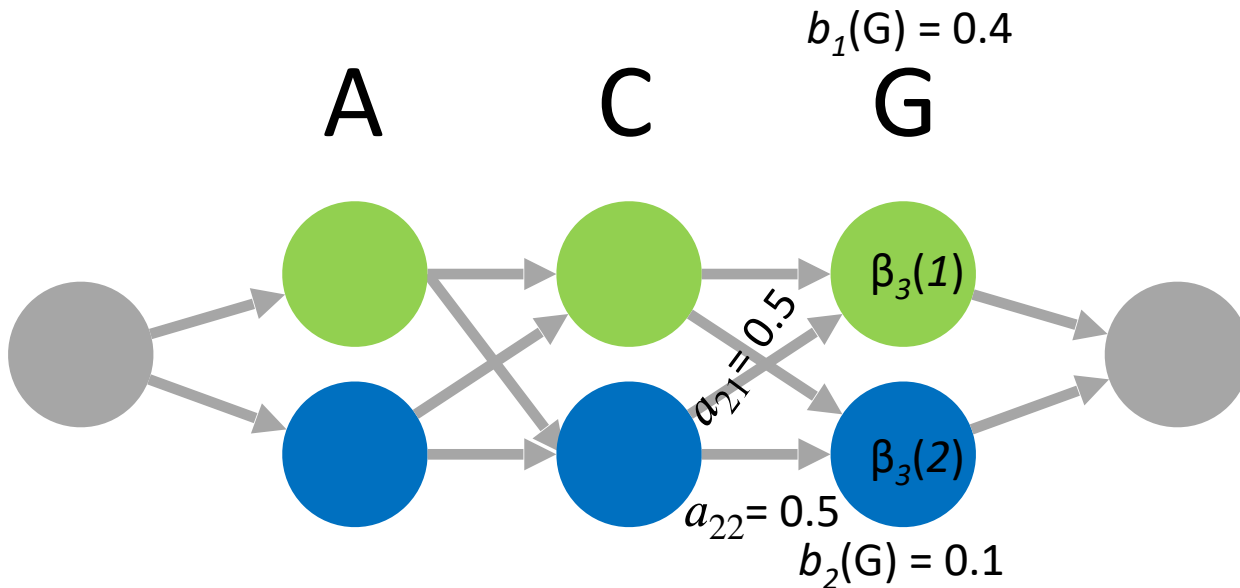 b₁(G) = 0.4
A C G
β₃(1)
a₂₁= 0.5
β₃(2)
a₂₂= 0.5
b₂(G) = 0.1